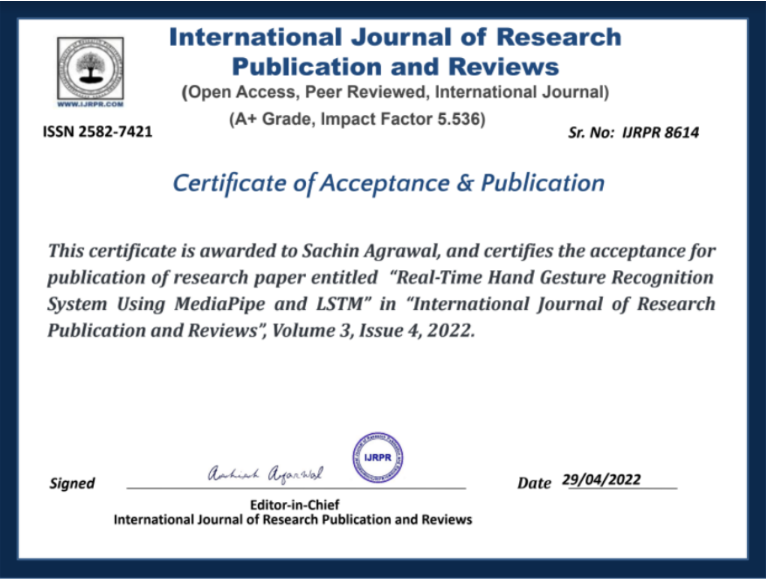 International Journal of Research
Publication and Reviews
(Open Access, Peer Reviewed, International Journal)
(A+ Grade, Impact Factor 5.536)
WWW.IJRPR.COM
ISSN 2582-7421
Sr. No: IJRPR 8614
Certificate of Acceptance & Publication
This certificate is awarded to Sachin Agrawal, and certifies the acceptance for
publication of research paper entitled “Real-Time Hand Gesture Recognition
System Using MediaPipe and LSTM” in “International Journal of Research
Publication and Reviews”, Volume 3, Issue 4, 2022.
IJRPR
Signed
Date 29/04/2022
Editor-in-Chief
International Journal of Research Publication and Reviews